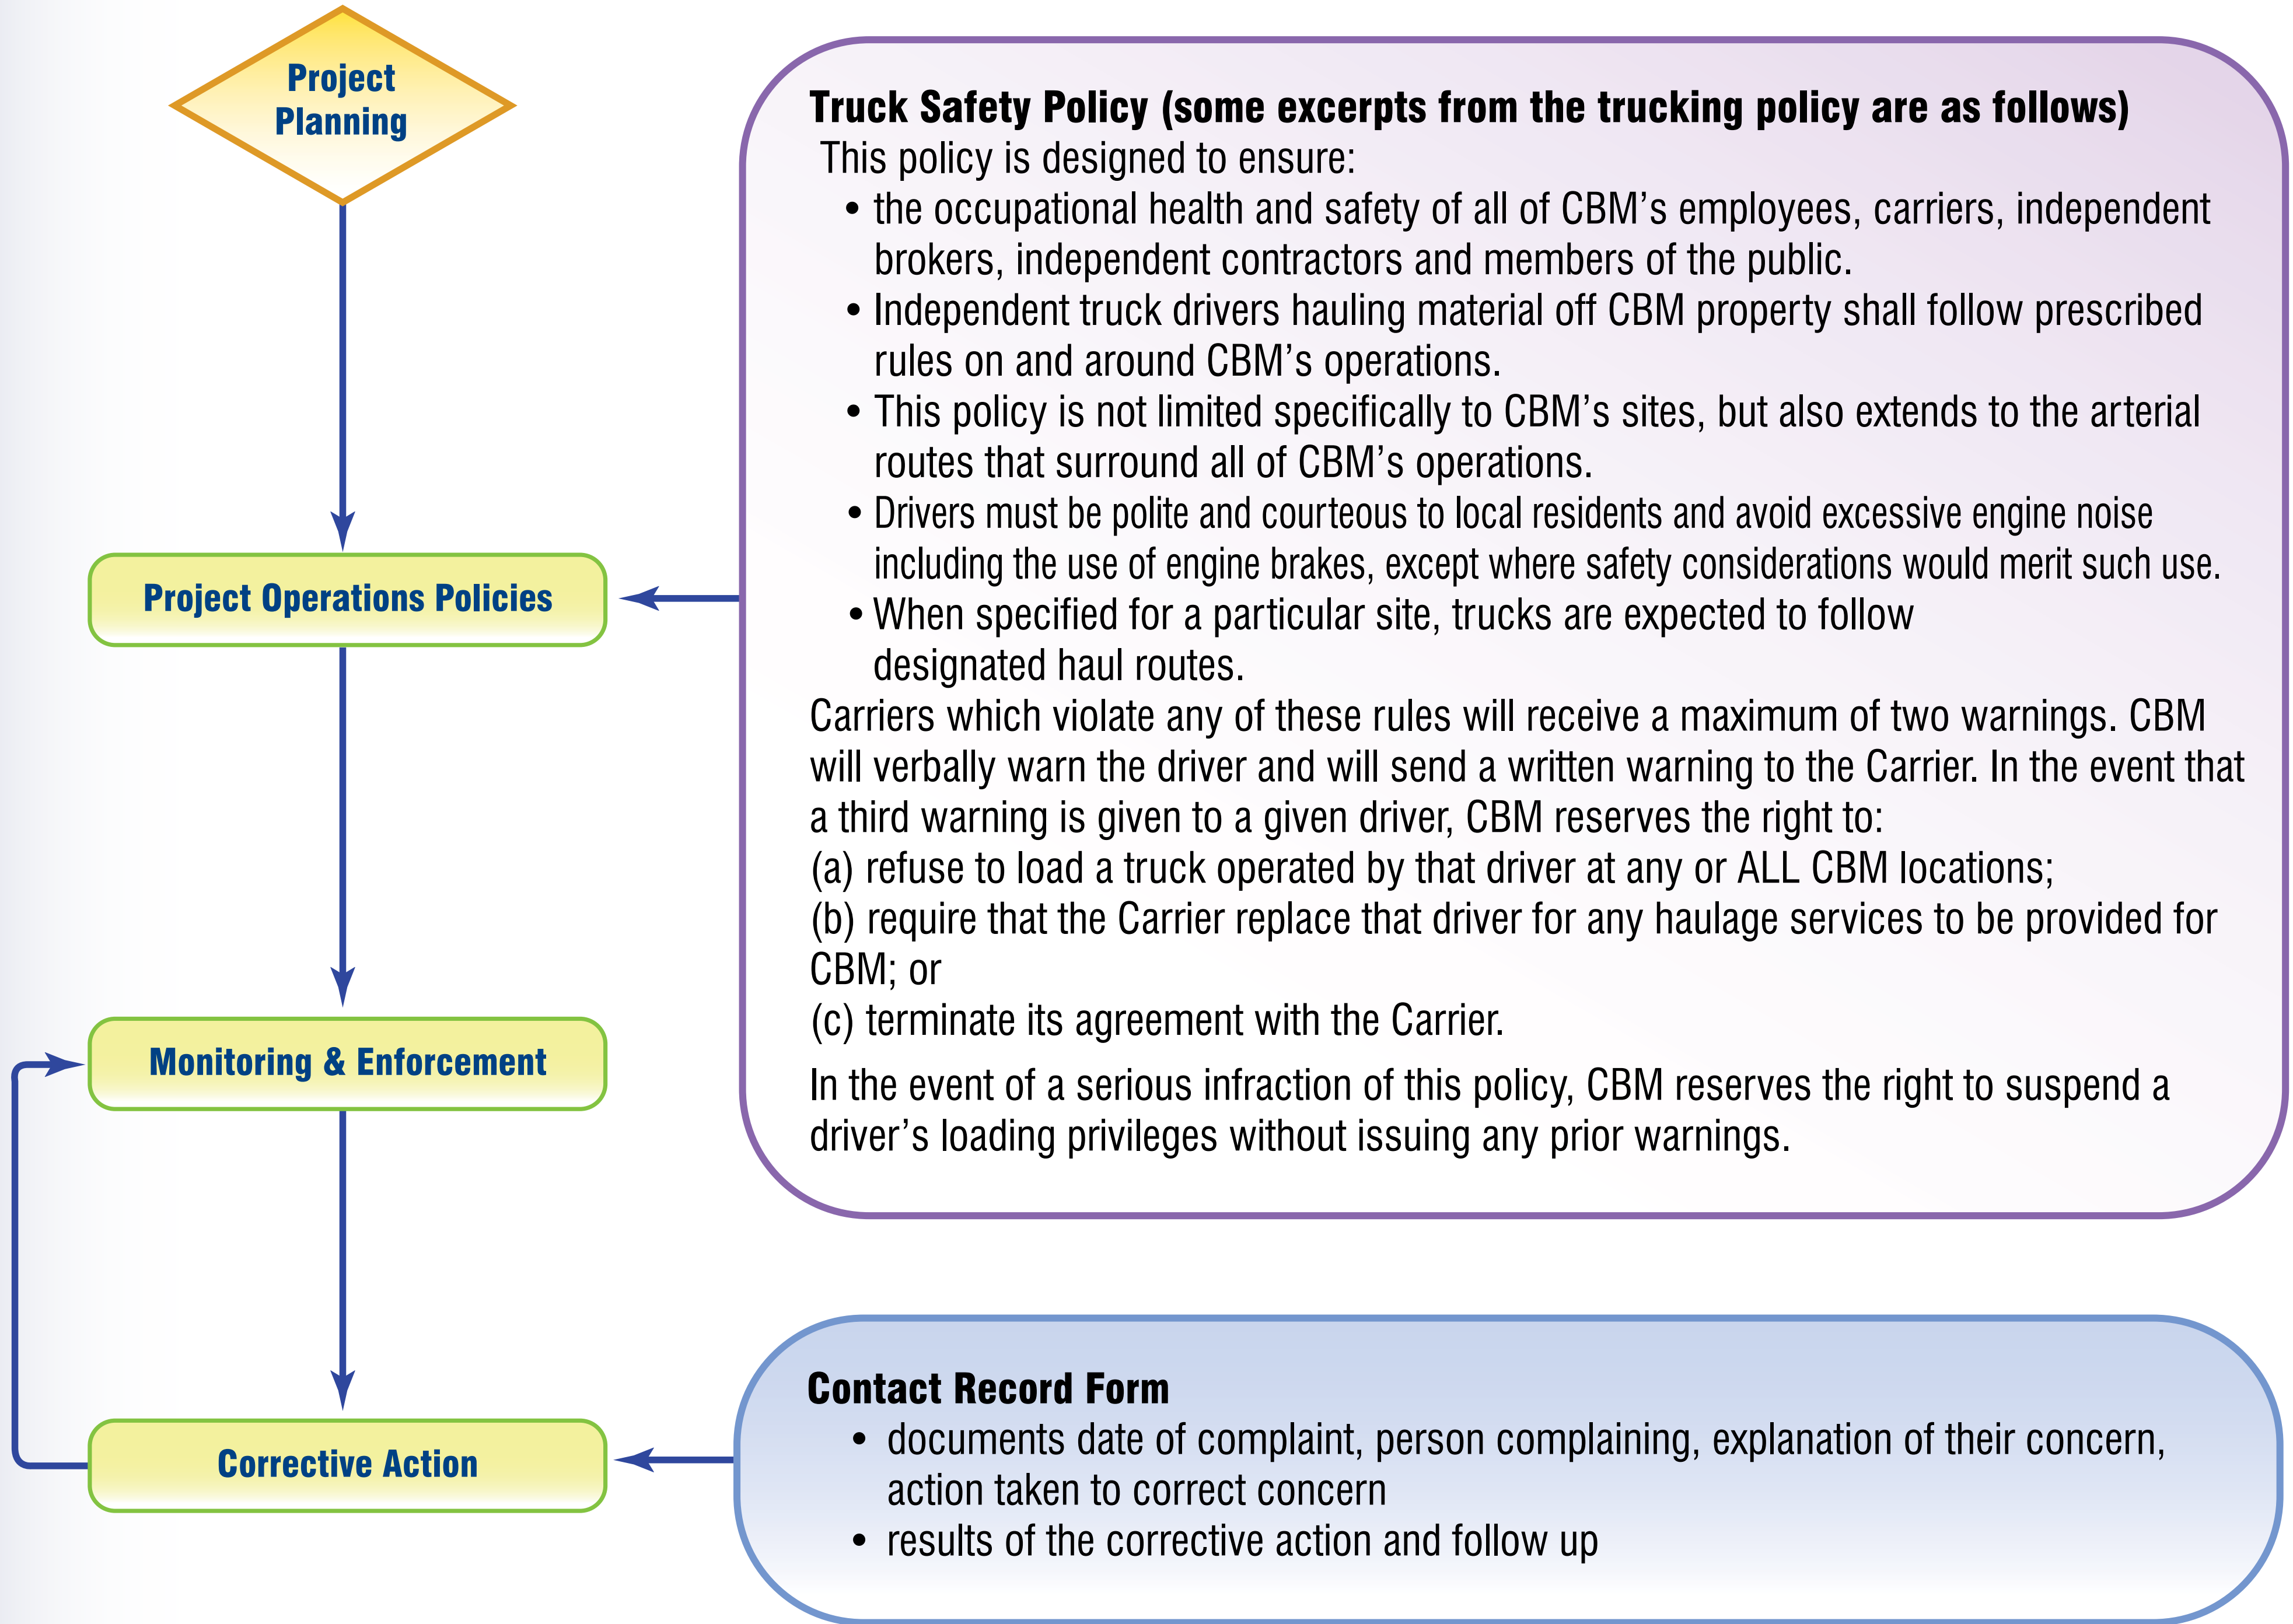 Project
Planning
Project Operations Policies
Monitoring & Enforcement
Corrective Action
Truck Safety Policy (some excerpts from the trucking policy are as follows)
This policy is designed to ensure:
• the occupational health and safety of all of CBM’s employees, carriers, independent
brokers, independent contractors and members of the public.
• Independent truck drivers hauling material off CBM property shall follow prescribed
rules on and around CBM’s operations.
• This policy is not limited specifically to CBM’s sites, but also extends to the arterial
routes that surround all of CBM’s operations.
• Drivers must be polite and courteous to local residents and avoid excessive engine noise
including the use of engine brakes, except where safety considerations would merit such use.
• When specified for a particular site, trucks are expected to follow
designated haul routes.
Carriers which violate any of these rules will receive a maximum of two warnings. CBM
will verbally warn the driver and will send a written warning to the Carrier. In the event that
a third warning is given to a given driver, CBM reserves the right to:
(a) refuse to load a truck operated by that driver at any or ALL CBM locations;
(b) require that the Carrier replace that driver for any haulage services to be provided for
CBM; or
(c) terminate its agreement with the Carrier.
In the event of a serious infraction of this policy, CBM reserves the right to suspend a
driver’s loading privileges without issuing any prior warnings.
Contact Record Form
• documents date of complaint, person complaining, explanation of their concern,
action taken to correct concern
• results of the corrective action and follow up